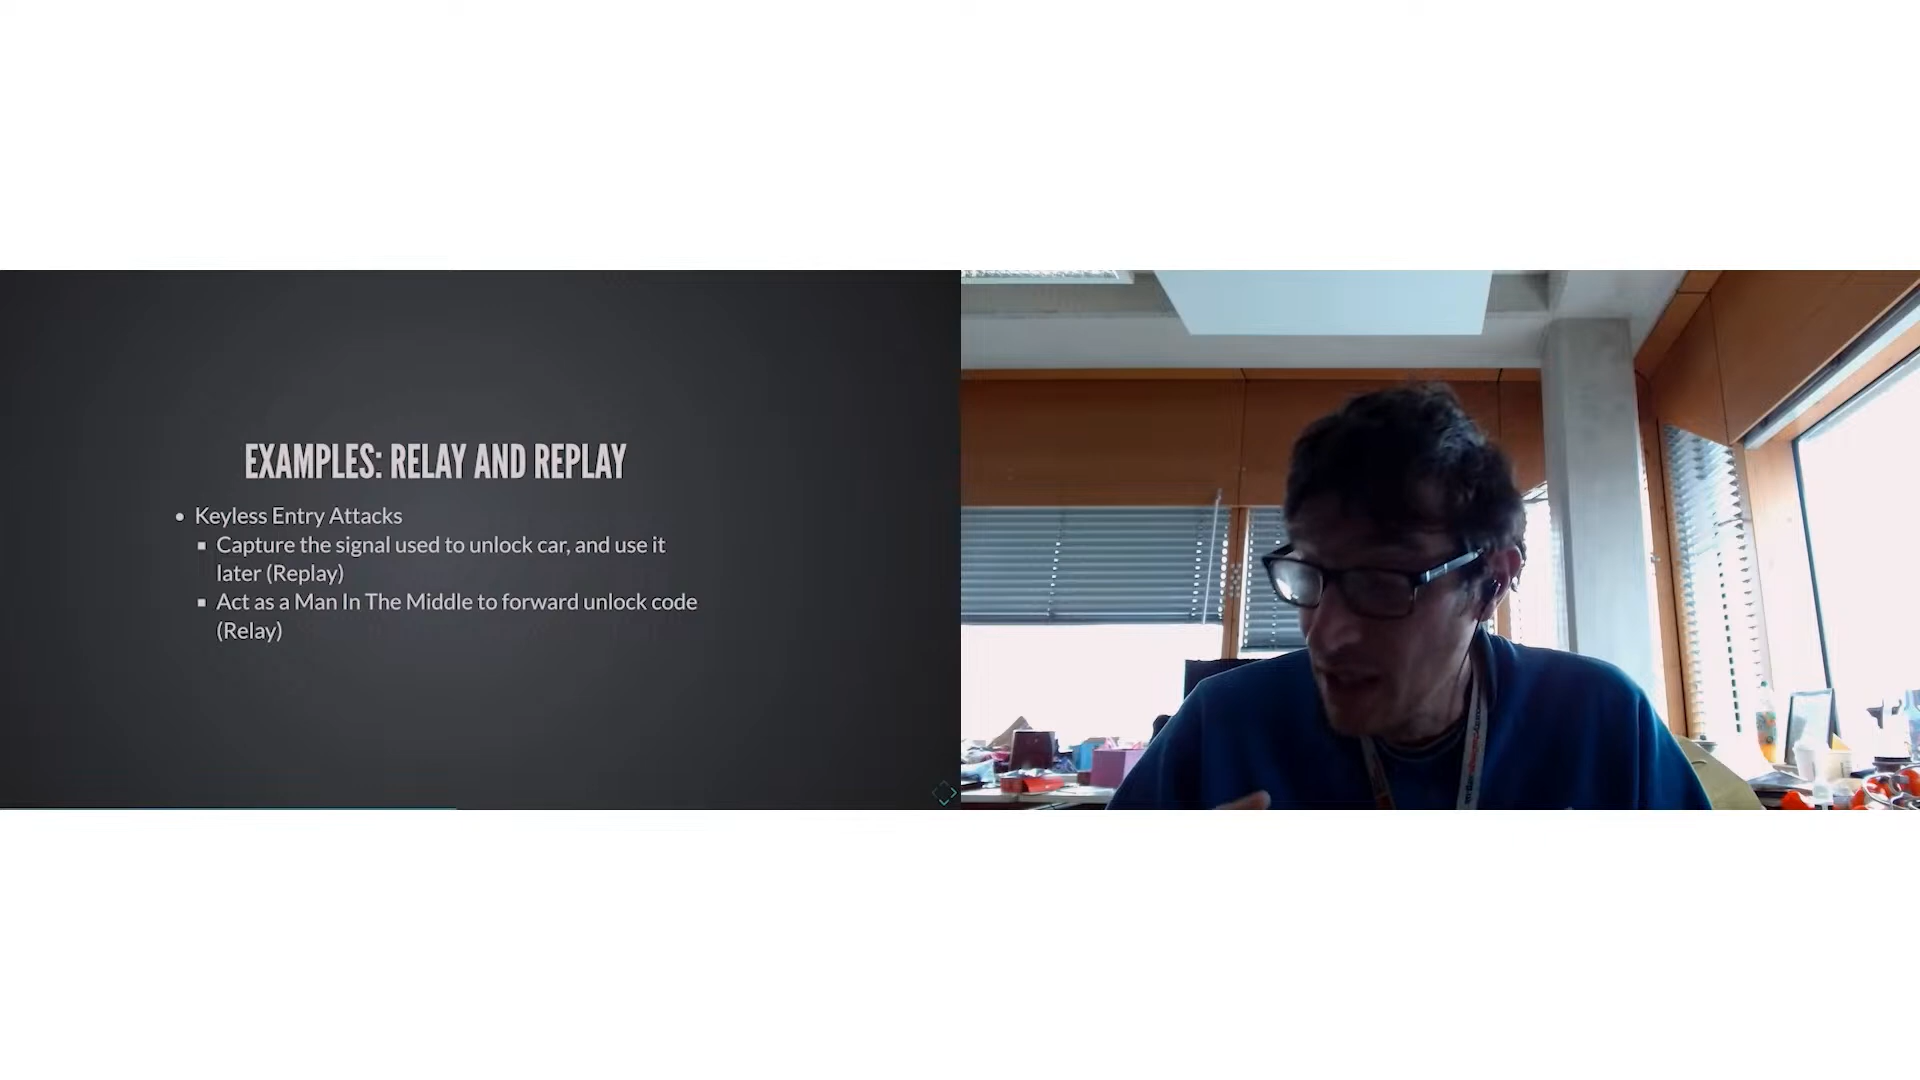 EXAMPLES: RELAY AND REPLAY
Keyless Entry Attacks
Capture the signal used to unlock car, and use it
later (Replay)
Act as a Man In The Middle to forward unlock code
(Relay)